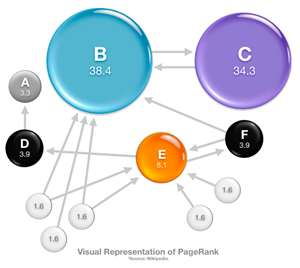 B
38.4
C
34.3
A
3.3
D
3.9
E
8.1
F
3.9
1.6
1.6
1.6
1.6
1.6
Visual Representation of PageRank
*Source: Wikipedia